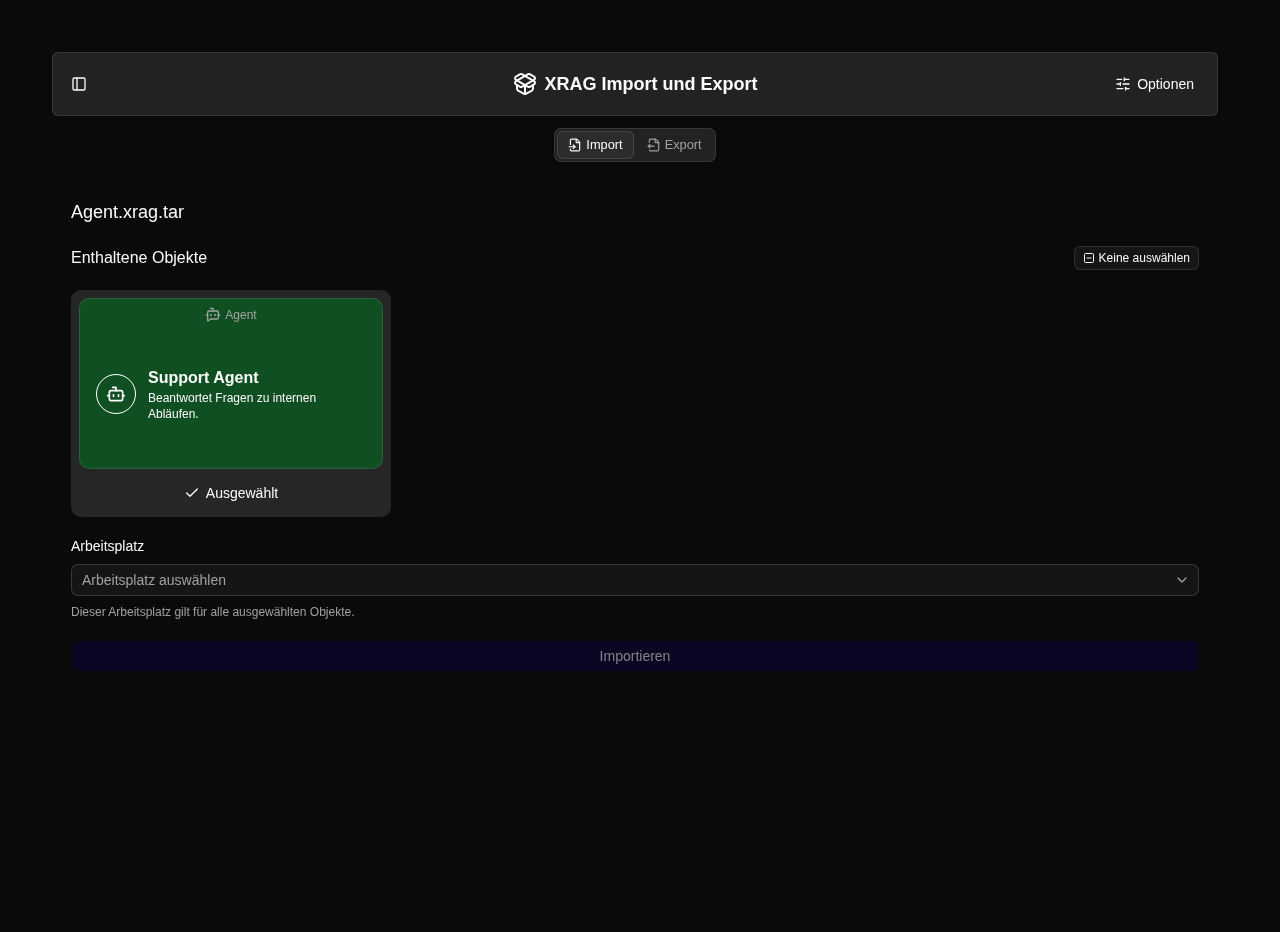 XRAG Import und Export
Optionen
Import
Export
Agent.xrag.tar
Enthaltene Objekte
Keine auswählen
Agent
Support Agent
Beantwortet Fragen zu internen
Abläufen.
Ausgewählt
Arbeitsplatz
Arbeitsplatz auswählen
Dieser Arbeitsplatz gilt für alle ausgewählten Objekte.
Importieren